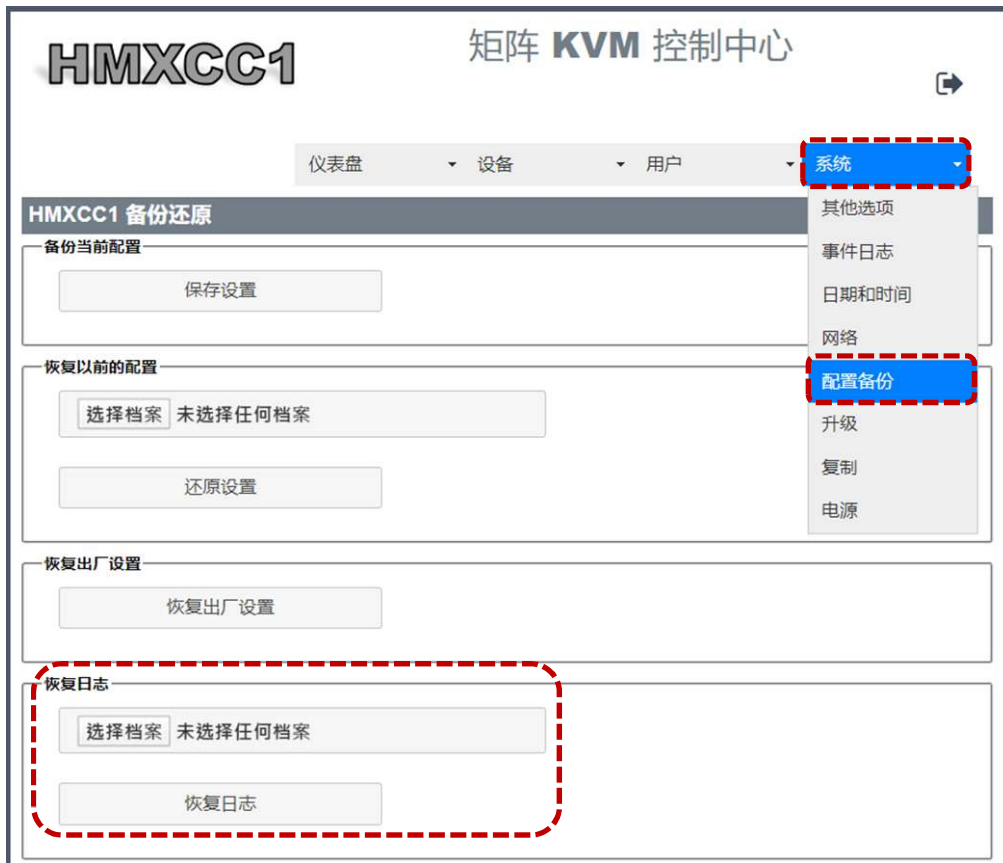 HMXCC1
矩阵 KVM 控制中心
仪表盘 设备 用户 系统
其他选项
事件日志
日期和时间
网络
配置备份
升级
复制
电源
HMXCC1 备份还原
备份当前配置
保存设置
恢复以前的配置
选择档案 未选择任何档案
还原设置
恢复出厂设置
恢复出厂设置
恢复日志
选择档案 未选择任何档案
恢复日志